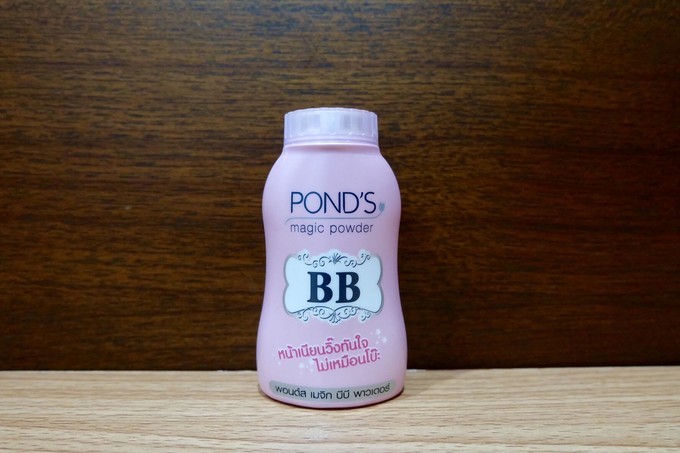 POND'S
magic powder
BB
หน้าเนียนวิ๊งทันใจ
ไม่เหมือนโบ๊ะ
พอนด์ส เมจิก บีบี พาวเดอร์